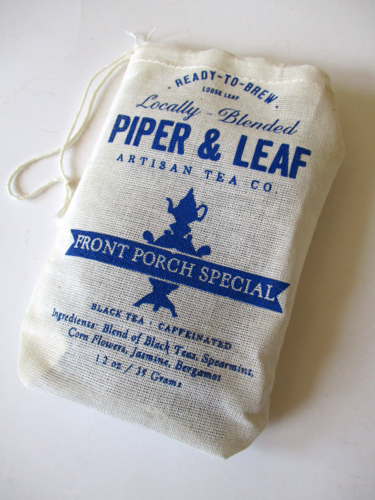 · READY-TO-BREW ·
LOOSE LEAF
Locally - Blended
PIPER & LEAF
ARTISAN TEA CO.
FRONT PORCH SPECIAL
BLACK TEA : CAFFEINATED
Ingredients: Blend of Black Teas, Spearmint,
Corn Flowers, Jasmine, Bergamot
1.2 oz / 35 Grams